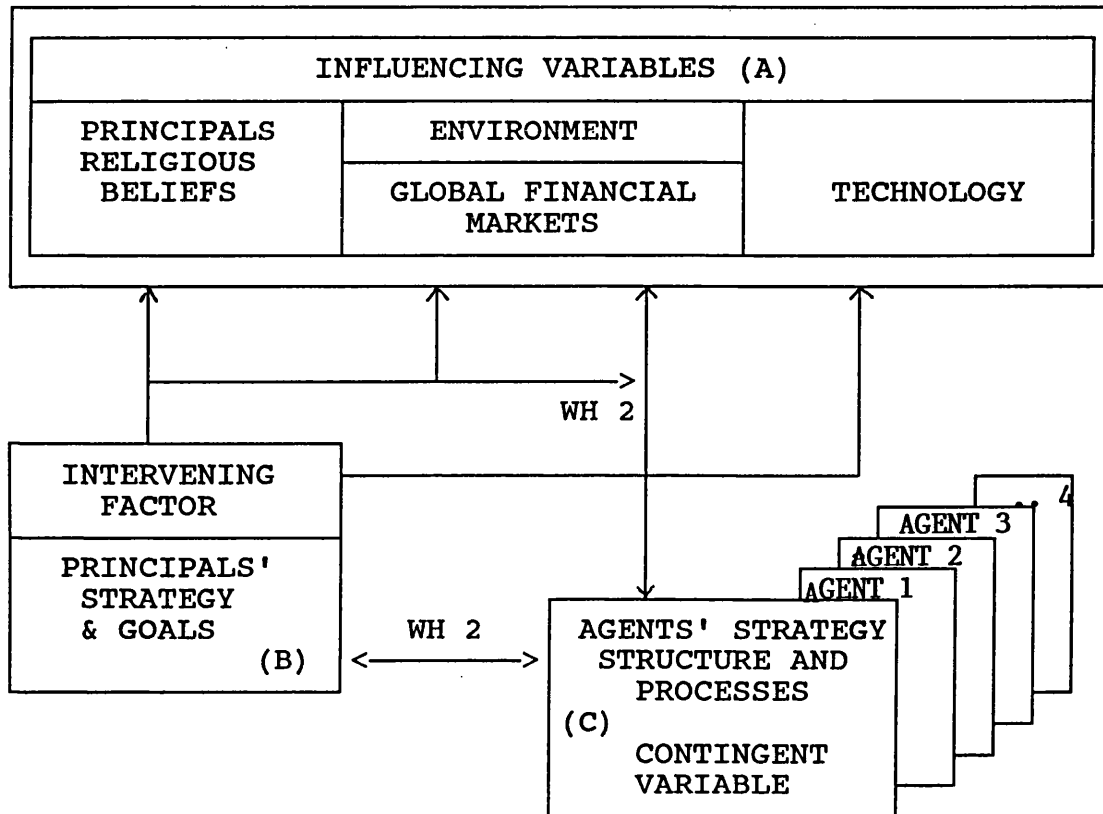 INFLUENCING VARIABLES (A)
PRINCIPALS
RELIGIOUS
BELIEFS
ENVIRONMENT
GLOBAL FINANCIAL
MARKETS
TECHNOLOGY
WH 2
INTERVENING
FACTOR
PRINCIPALS'
STRATEGY
& GOALS
(B)
WH 2
.. 4
AGENT 3
AGENT 2
AGENT 1
AGENTS' STRATEGY
STRUCTURE AND
PROCESSES
(C)
CONTINGENT
VARIABLE